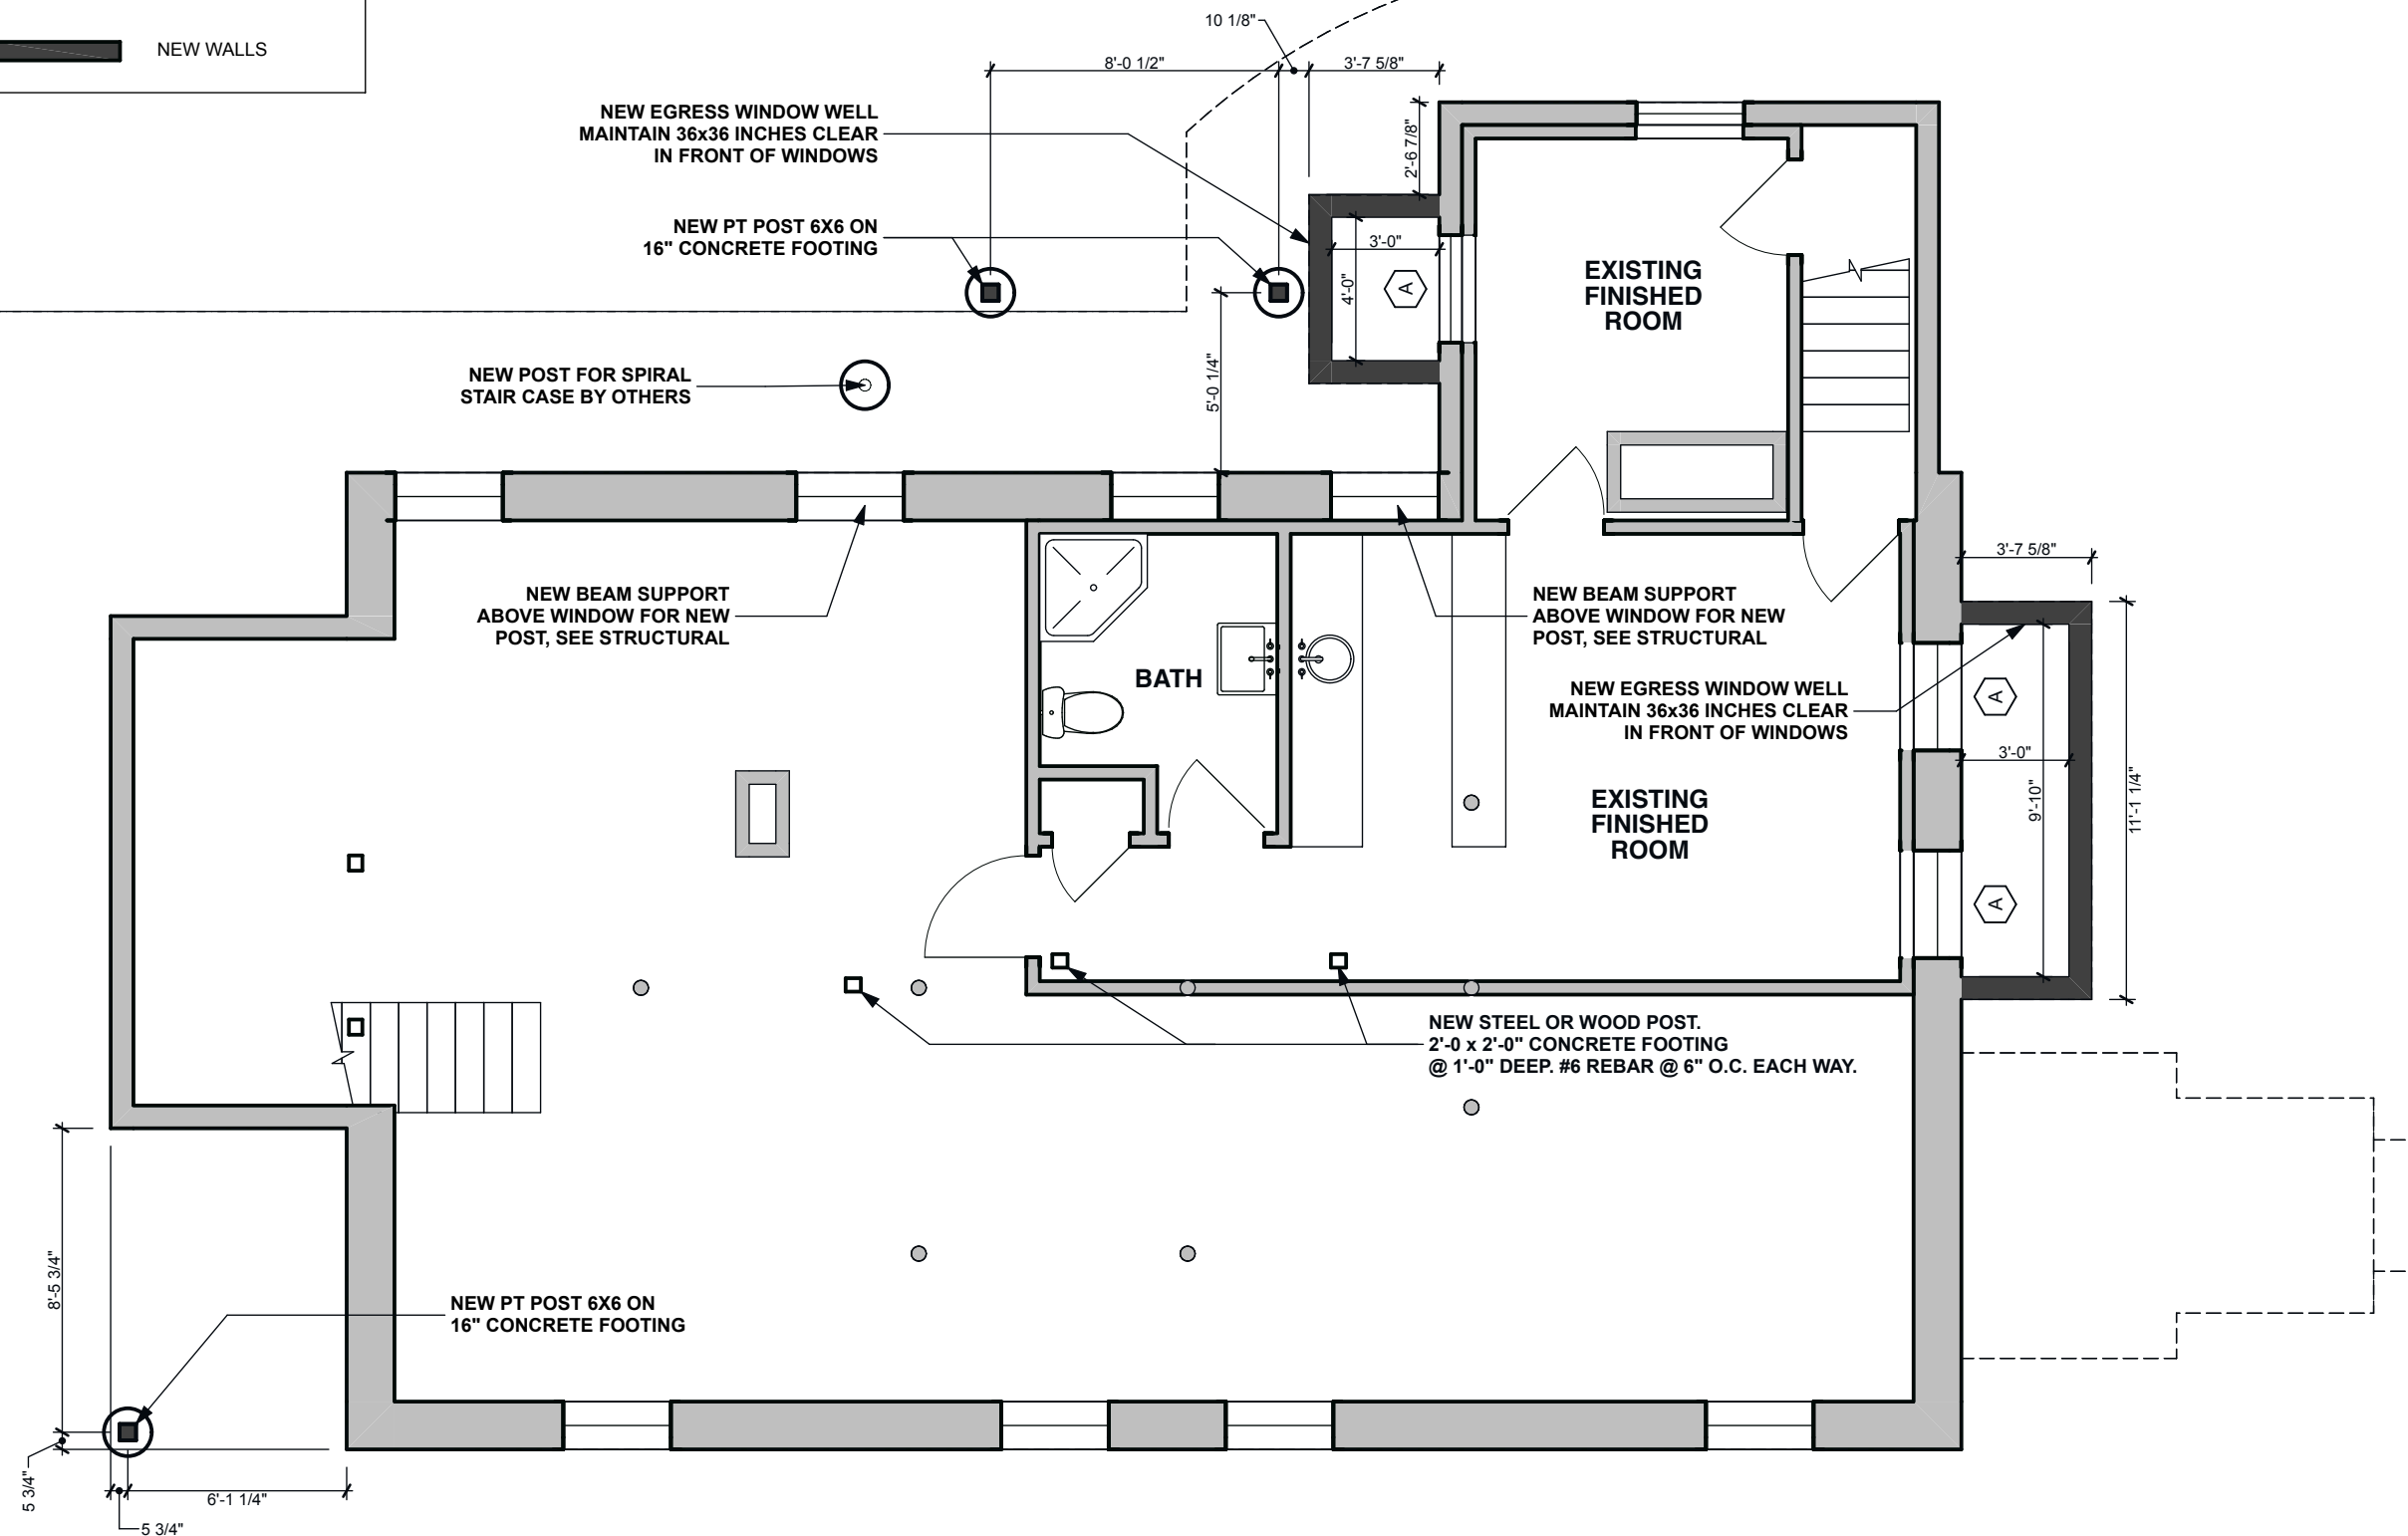 NEW WALLS
10 1/8"
8'-0 1/2"
3'-7 5/8"
NEW EGRESS WINDOW WELL
MAINTAIN 36x36 INCHES CLEAR
IN FRONT OF WINDOWS
2'-6 7/8"
NEW PT POST 6X6 ON
16" CONCRETE FOOTING
3'-0"
4'-0"
A
EXISTING
FINISHED
ROOM
5'-0 1/4"
NEW POST FOR SPIRAL
STAIR CASE BY OTHERS
3'-7 5/8"
NEW BEAM SUPPORT
ABOVE WINDOW FOR NEW
POST, SEE STRUCTURAL
NEW BEAM SUPPORT
ABOVE WINDOW FOR NEW
POST, SEE STRUCTURAL
BATH
NEW EGRESS WINDOW WELL
MAINTAIN 36x36 INCHES CLEAR
IN FRONT OF WINDOWS
A
3'-0"
9'-10"
11'-1 1/4"
EXISTING
FINISHED
ROOM
A
NEW STEEL OR WOOD POST.
2'-0 x 2'-0" CONCRETE FOOTING
@ 1'-0" DEEP. #6 REBAR @ 6" O.C. EACH WAY.
8'-5 3/4"
NEW PT POST 6X6 ON
16" CONCRETE FOOTING
5 3/4"
6'-1 1/4"
5 3/4"